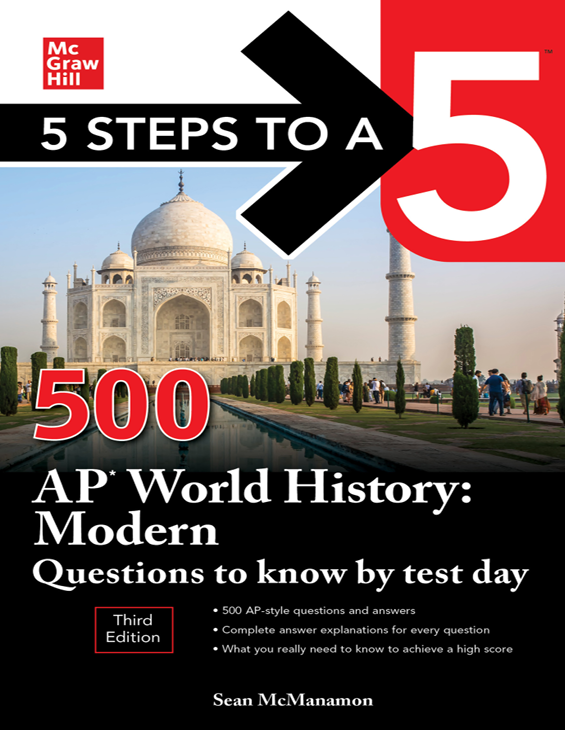 Mc
Graw
Hill
5 STEPS TO A 5™
500
AP* World History:
Modern
Questions to know by test day
Third
Edition
• 500 AP-style questions and answers
• Complete answer explanations for every question
• What you really need to know to achieve a high score
Sean McManamon